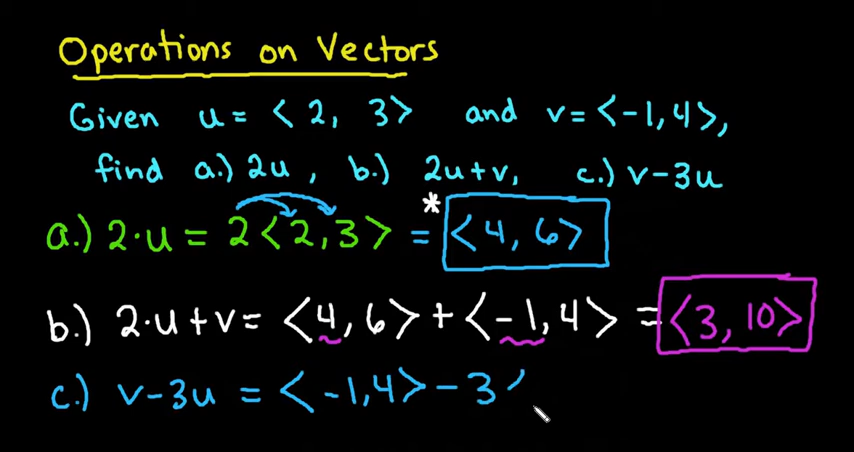 Operations on Vectors
Given u = < 2, 3> and v = <-1,4>,
find a.) 2u, b.) 2u+v, c.) v-3u
a.) 2·u = 2<2,3> = *<4,6>
b.) 2·u+v = <4,6> + <-1,4> = <3,10>
c.) v-3u = <-1,4> - 3